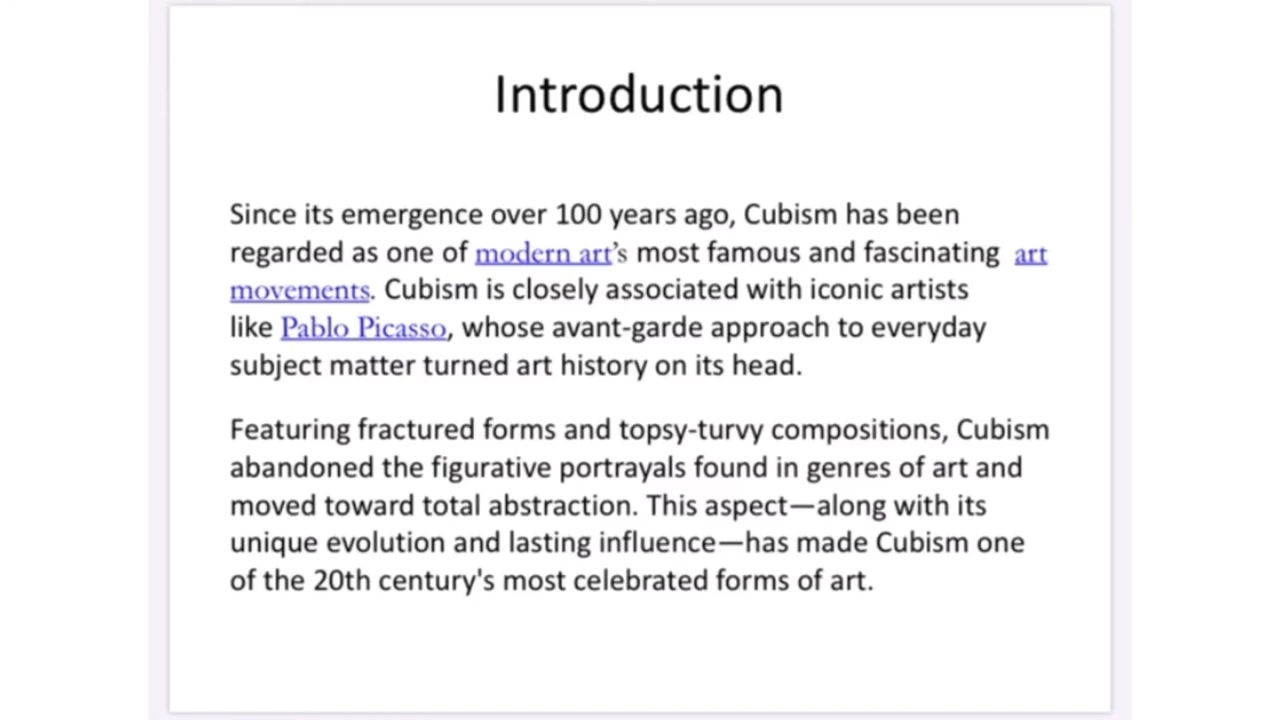 Introduction
Since its emergence over 100 years ago, Cubism has been
regarded as one of modern art’s most famous and fascinating art
movements. Cubism is closely associated with iconic artists
like Pablo Picasso, whose avant-garde approach to everyday
subject matter turned art history on its head.
Featuring fractured forms and topsy-turvy compositions, Cubism
abandoned the figurative portrayals found in genres of art and
moved toward total abstraction. This aspect—along with its
unique evolution and lasting influence—has made Cubism one
of the 20th century's most celebrated forms of art.